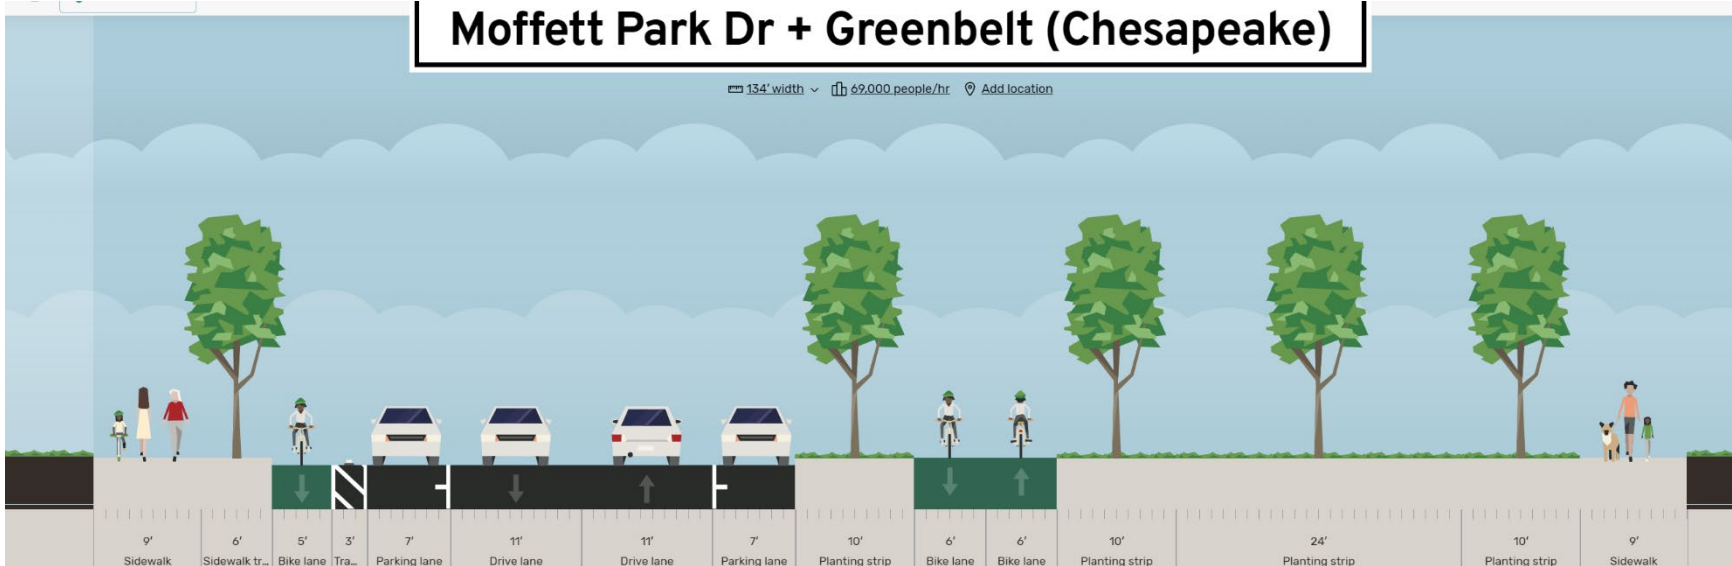 Moffett Park Dr + Greenbelt (Chesapeake)
134' width 69,000 people/hr Add location
9' 6' 5' 3' 7' 11' 11' 7' 10' 6' 6' 10' 24' 10' 9'
Sidewalk Sidewalk tr... Bike lane Tra... Parking lane Drive lane Drive lane Parking lane Planting strip Bike lane Bike lane Planting strip Planting strip Planting strip Sidewalk